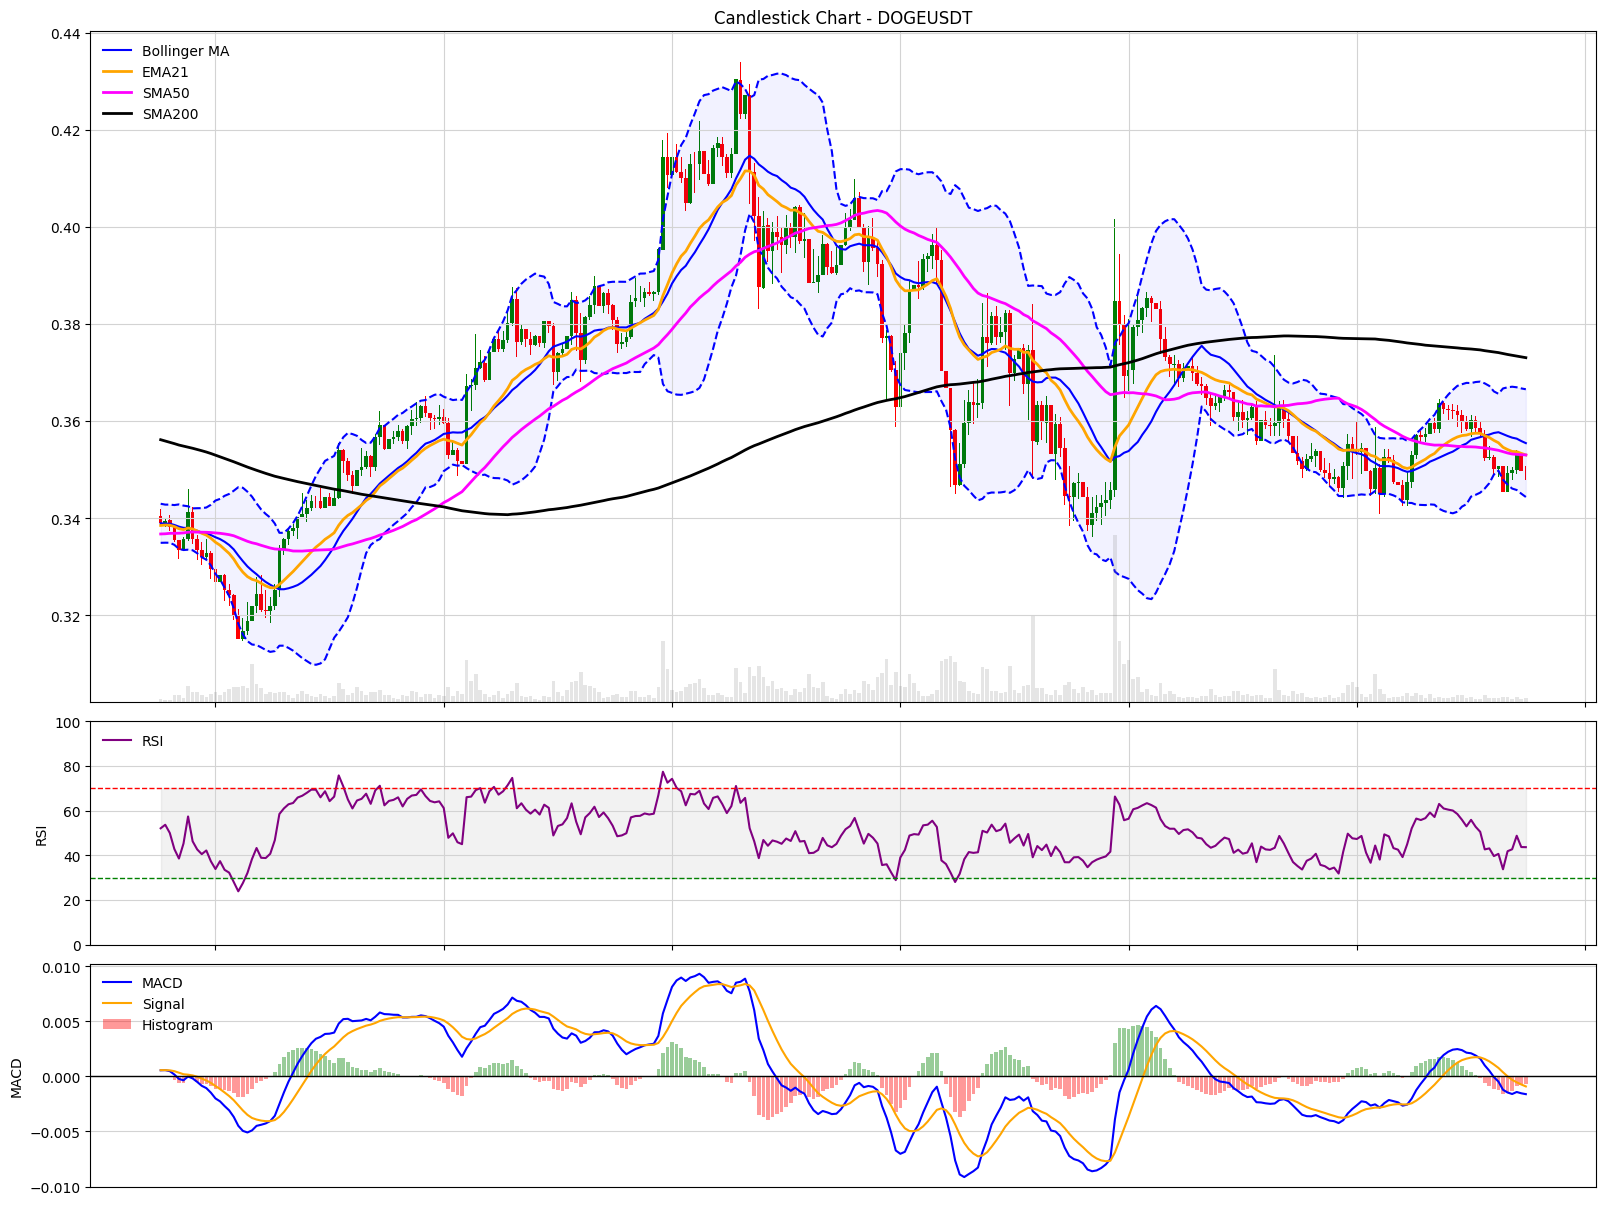 Candlestick Chart - DOGEUSDT
0.44
0.42
0.40
0.38
0.36
0.34
0.32
Bollinger MA
EMA21
SMA50
SMA200
100
80
60
40
20
0
RSI
RSI
0.010
0.005
0.000
−0.005
−0.010
MACD
MACD
Signal
Histogram